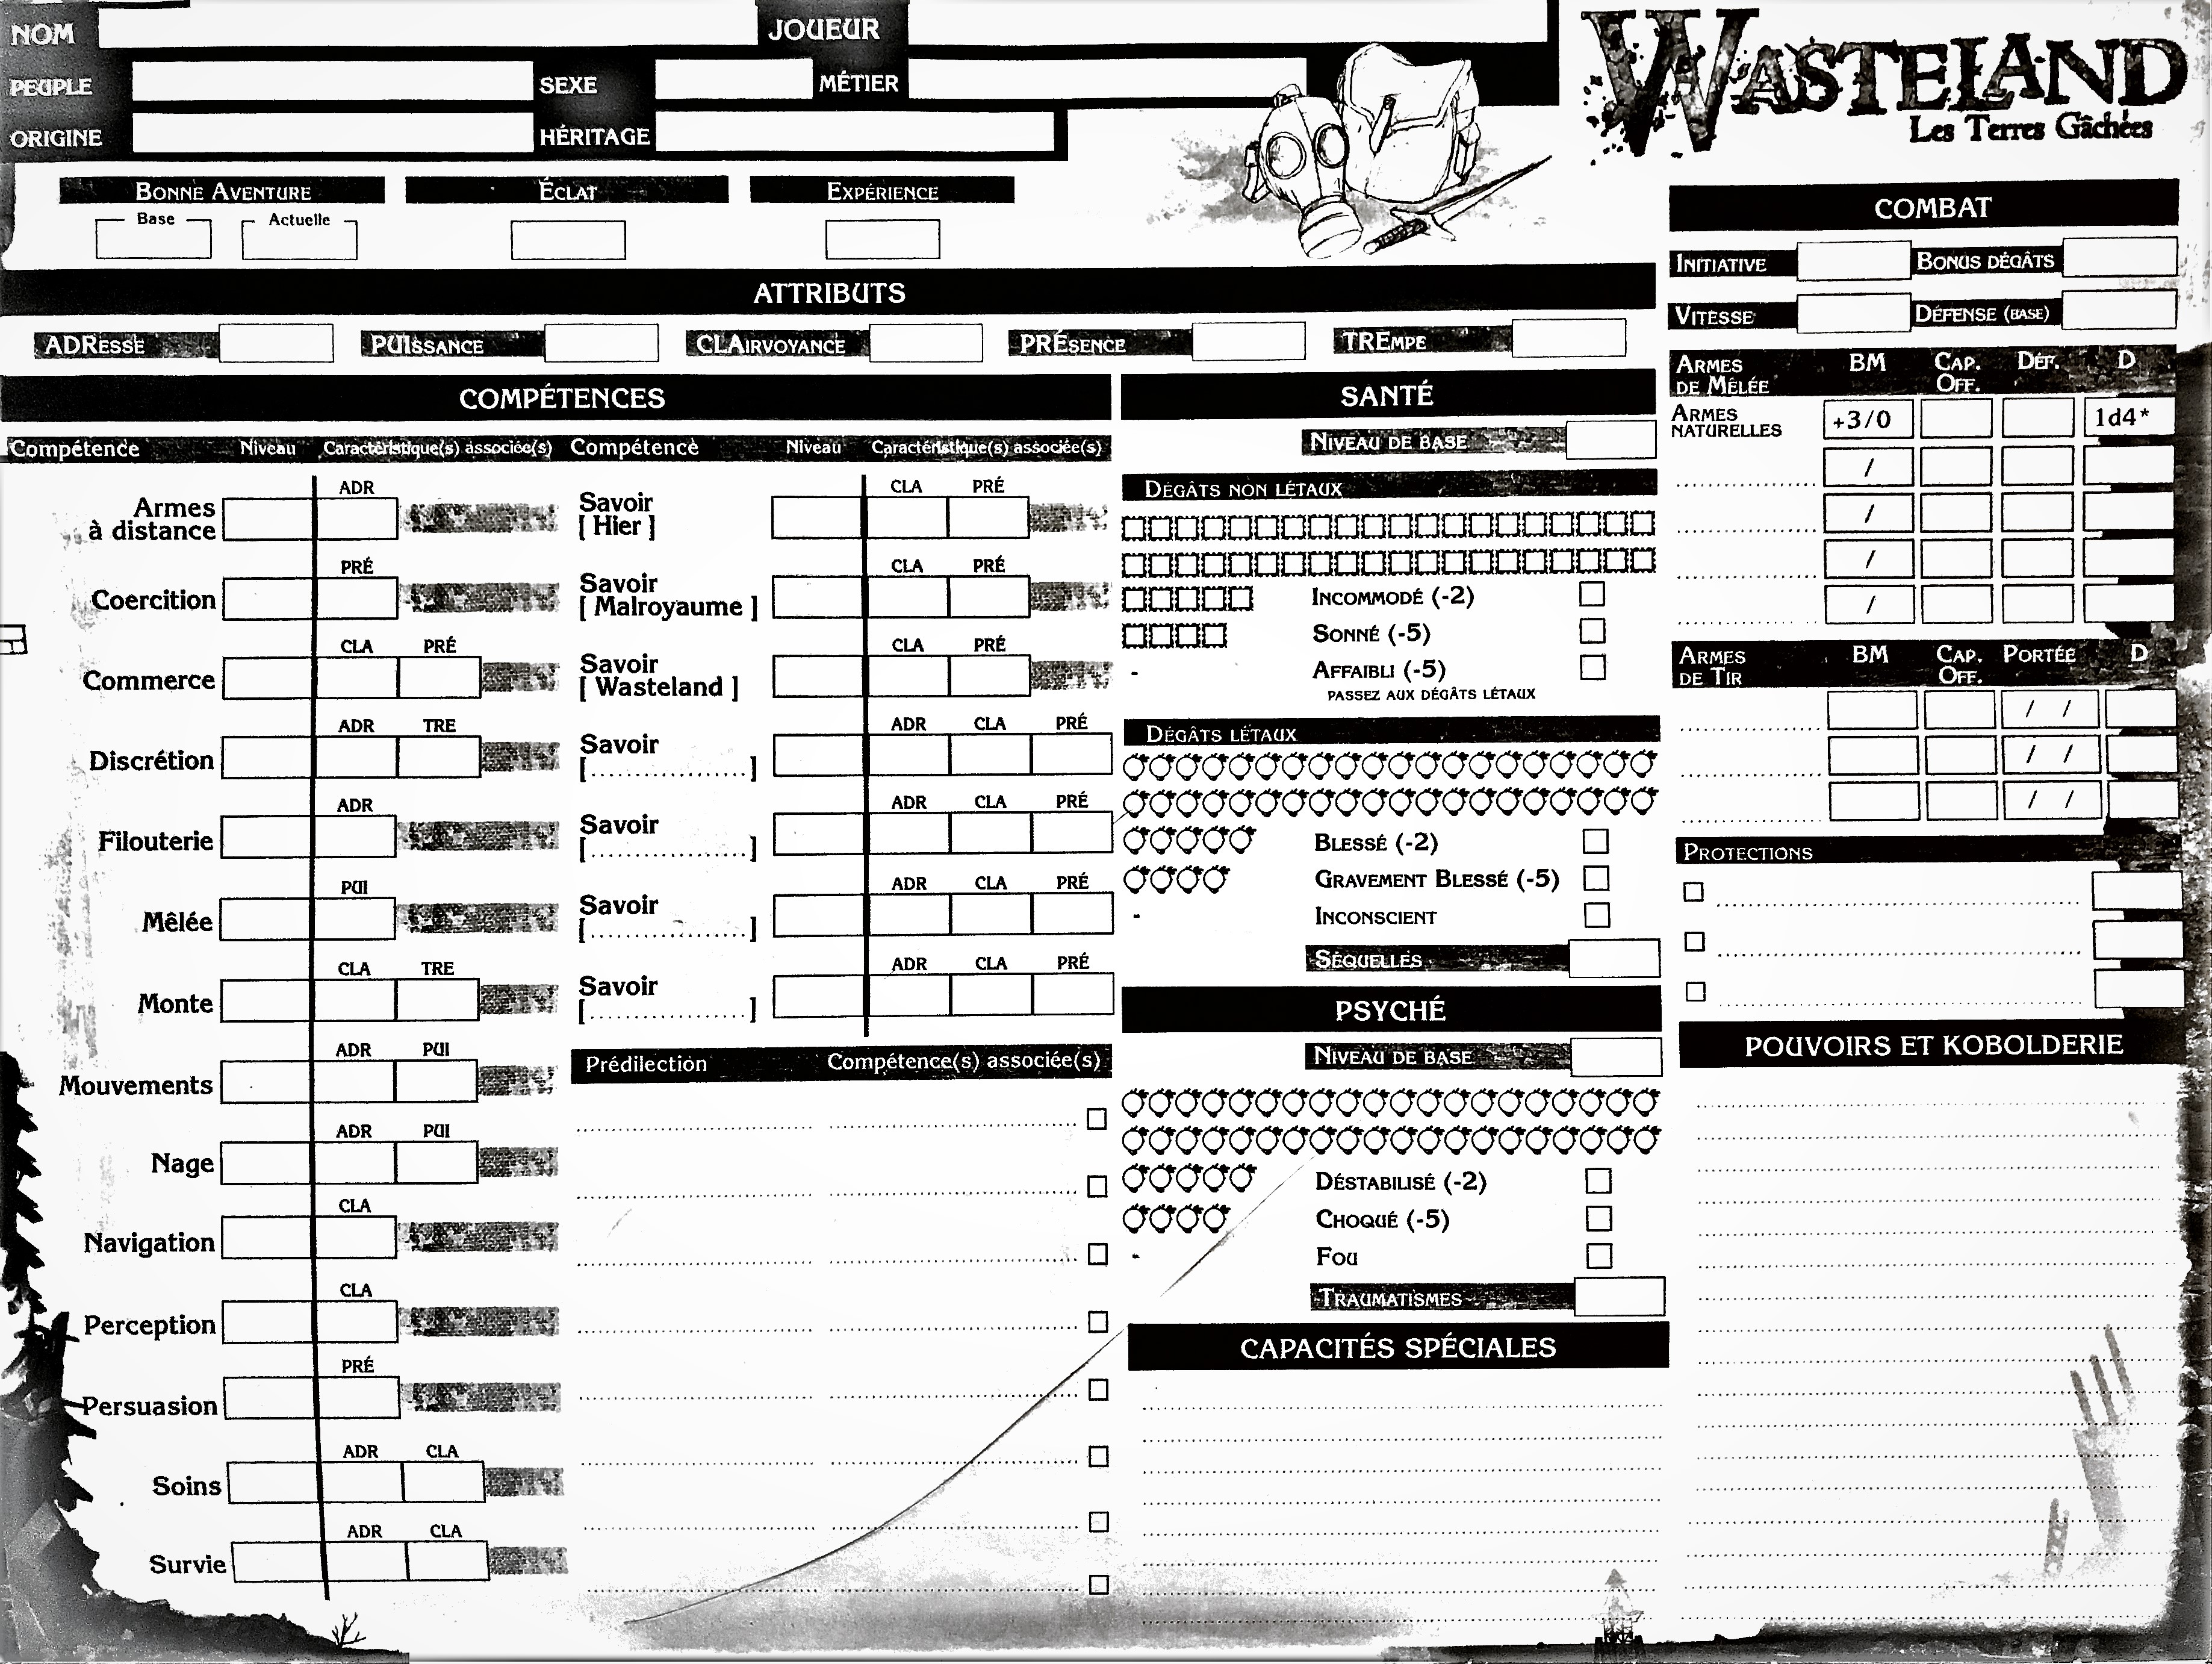 NOM
JOUEUR
PEUPLE
SEXE
MÉTIER
ORIGINE
HÉRITAGE
WASTELAND
Les Terres Gâchées
BONNE AVENTURE
ÉCLAT
EXPÉRIENCE
Base
Actuelle
ATTRIBUTS
ADRESSE
PUISSANCE
CLAIRVOYANCE
PRÉSENCE
TREMPE
COMPÉTENCES
Compétence Niveau Caractéristique(s) associée(s)
ADR
Armes
à distance
PRÉ
Coercition
CLA PRÉ
Commerce
ADR TRE
Discrétion
ADR
Filouterie
PUI
Mêlée
CLA TRE
Monte
ADR PUI
Mouvements
ADR PUI
Nage
CLA
Navigation
CLA
Perception
PRÉ
Persuasion
ADR CLA
Soins
ADR CLA
Survie
Compétence Niveau Caractéristique(s) associée(s)
CLA PRÉ
Savoir
[ Hier ]
CLA PRÉ
Savoir
[ Malroyaume ]
CLA PRÉ
Savoir
[ Wasteland ]
ADR CLA PRÉ
Savoir
[..................]
ADR CLA PRÉ
Savoir
[..................]
ADR CLA PRÉ
Savoir
[..................]
ADR CLA PRÉ
Savoir
[..................]
Prédilection Compétence(s) associée(s)
SANTÉ
NIVEAU DE BASE
DÉGÂTS NON LÉTAUX
INCOMMODÉ (-2)
SONNÉ (-5)
- AFFAIBLI (-5)
PASSEZ AUX DÉGÂTS LÉTAUX
DÉGÂTS LÉTAUX
BLESSÉ (-2)
GRAVEMENT BLESSÉ (-5)
- INCONSCIENT
SÉQUELLES
PSYCHÉ
NIVEAU DE BASE
DÉSTABILISÉ (-2)
CHOQUÉ (-5)
- FOU
TRAUMATISMES
CAPACITÉS SPÉCIALES
COMBAT
INITIATIVE
BONUS DÉGÂTS
VITESSE
DÉFENSE (BASE)
ARMES BM CAP. DÉF. D
DE MÊLÉE OFF.
ARMES
NATURELLES
+3/0 1d4*
/
/
/
/
ARMES BM CAP. PORTÉE D
DE TIR OFF.
/ /
/ /
/ /
PROTECTIONS
POUVOIRS ET KOBOLDERIE